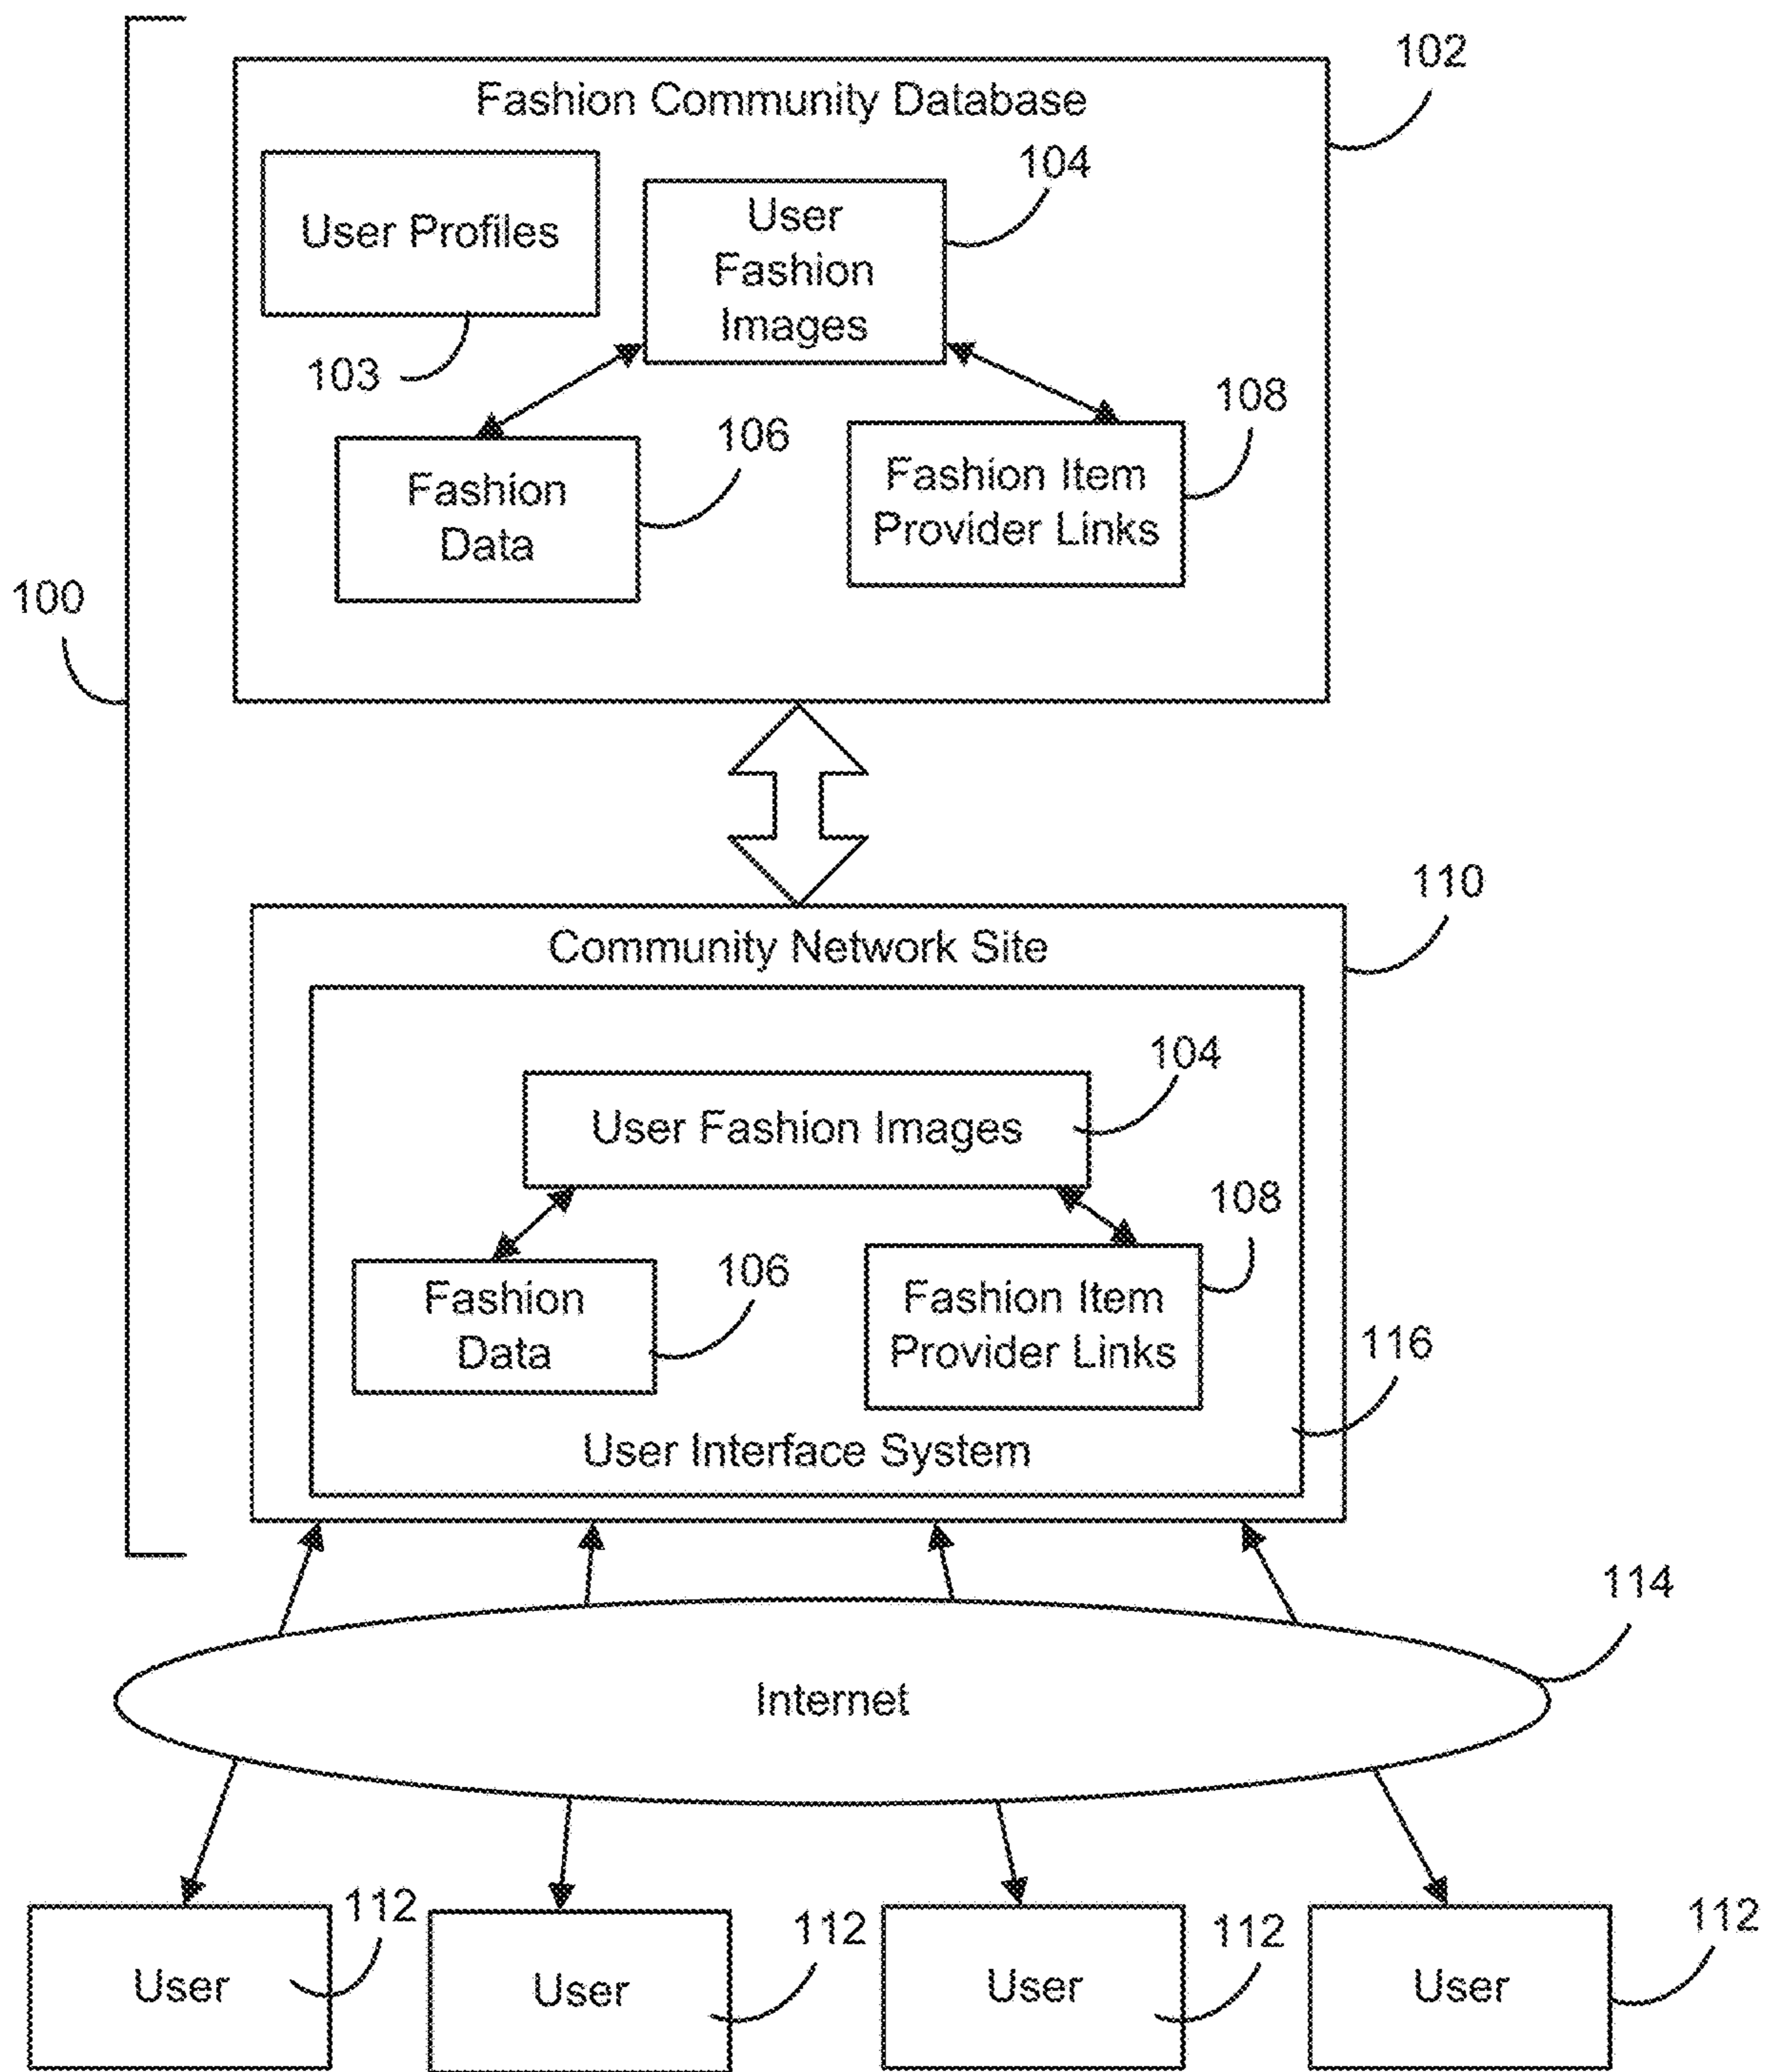 102
Fashion Community Database
104
User Profiles
User
Fashion
Images
103
108
106
Fashion
Data
Fashion Item
Provider Links
100
110
Community Network Site
104
User Fashion Images
108
106
Fashion
Data
Fashion Item
Provider Links
116
User Interface System
114
Internet
112
User
112
User
112
User
112
User